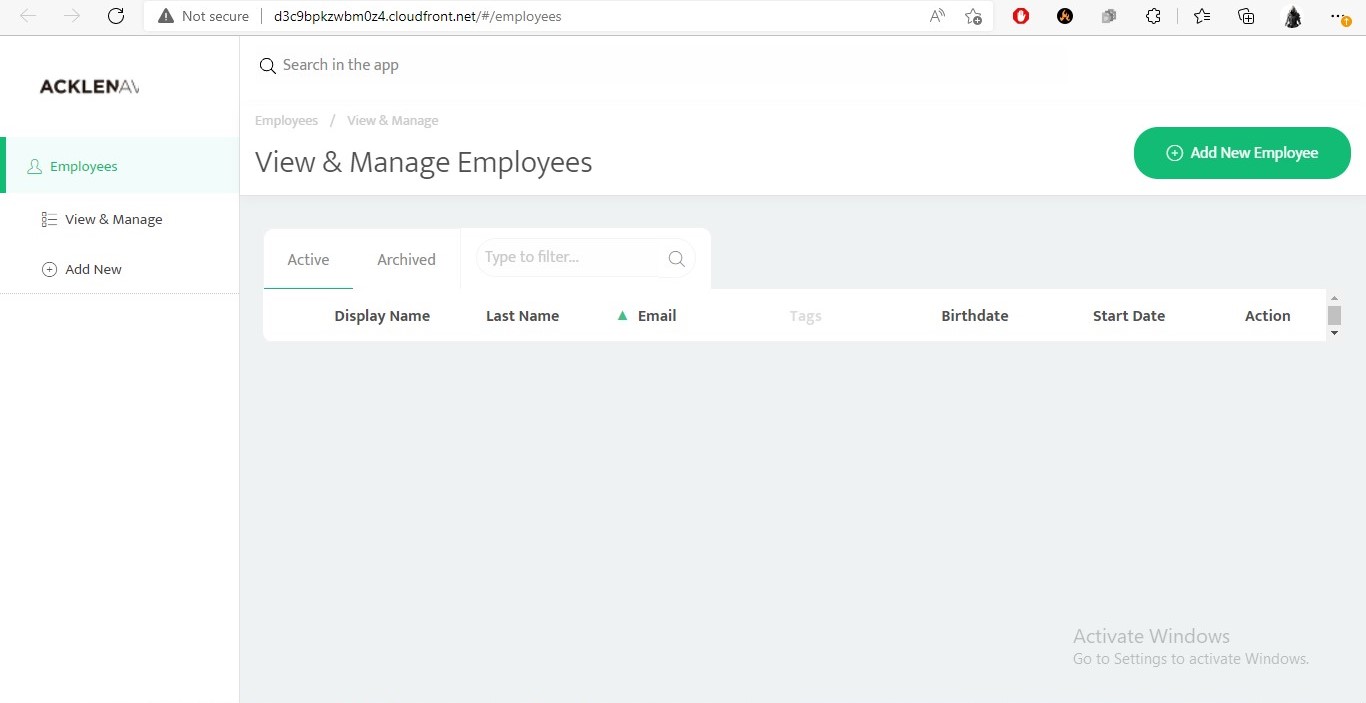 Not secure d3c9bpkzwbm0z4.cloudfront.net/#/employees
ACKLENAV
Search in the app
Employees / View & Manage
View & Manage Employees
Add New Employee
Employees
View & Manage
Add New
Active Archived Type to filter...
Display Name Last Name ▲ Email Tags Birthdate Start Date Action
Activate Windows
Go to Settings to activate Windows.